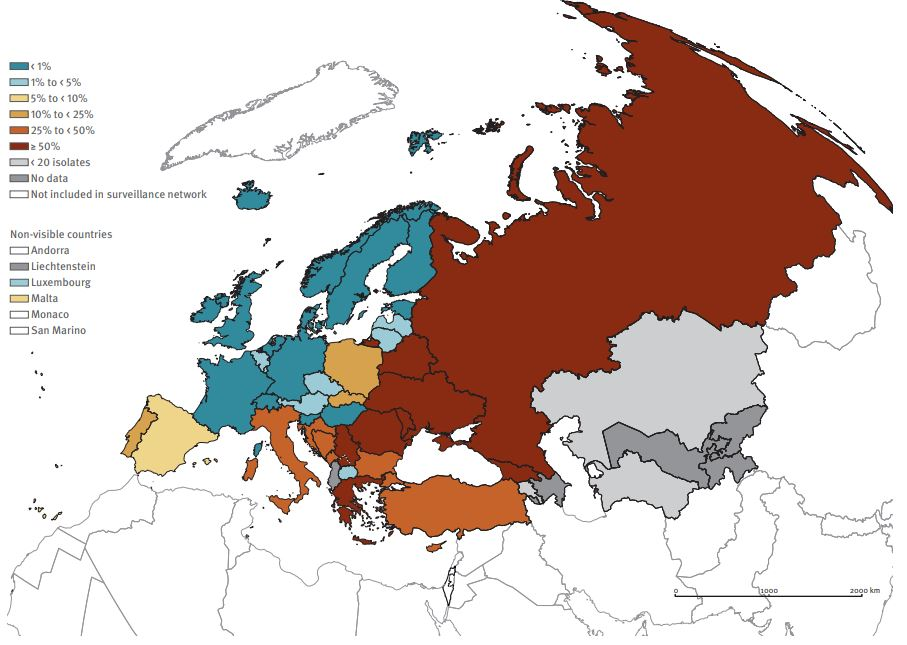 < 1%
1% to < 5%
5% to < 10%
10% to < 25%
25% to < 50%
≥ 50%
< 20 isolates
No data
Not included in surveillance network
Non-visible countries
Andorra
Liechtenstein
Luxembourg
Malta
Monaco
San Marino
0 1000 2000 km